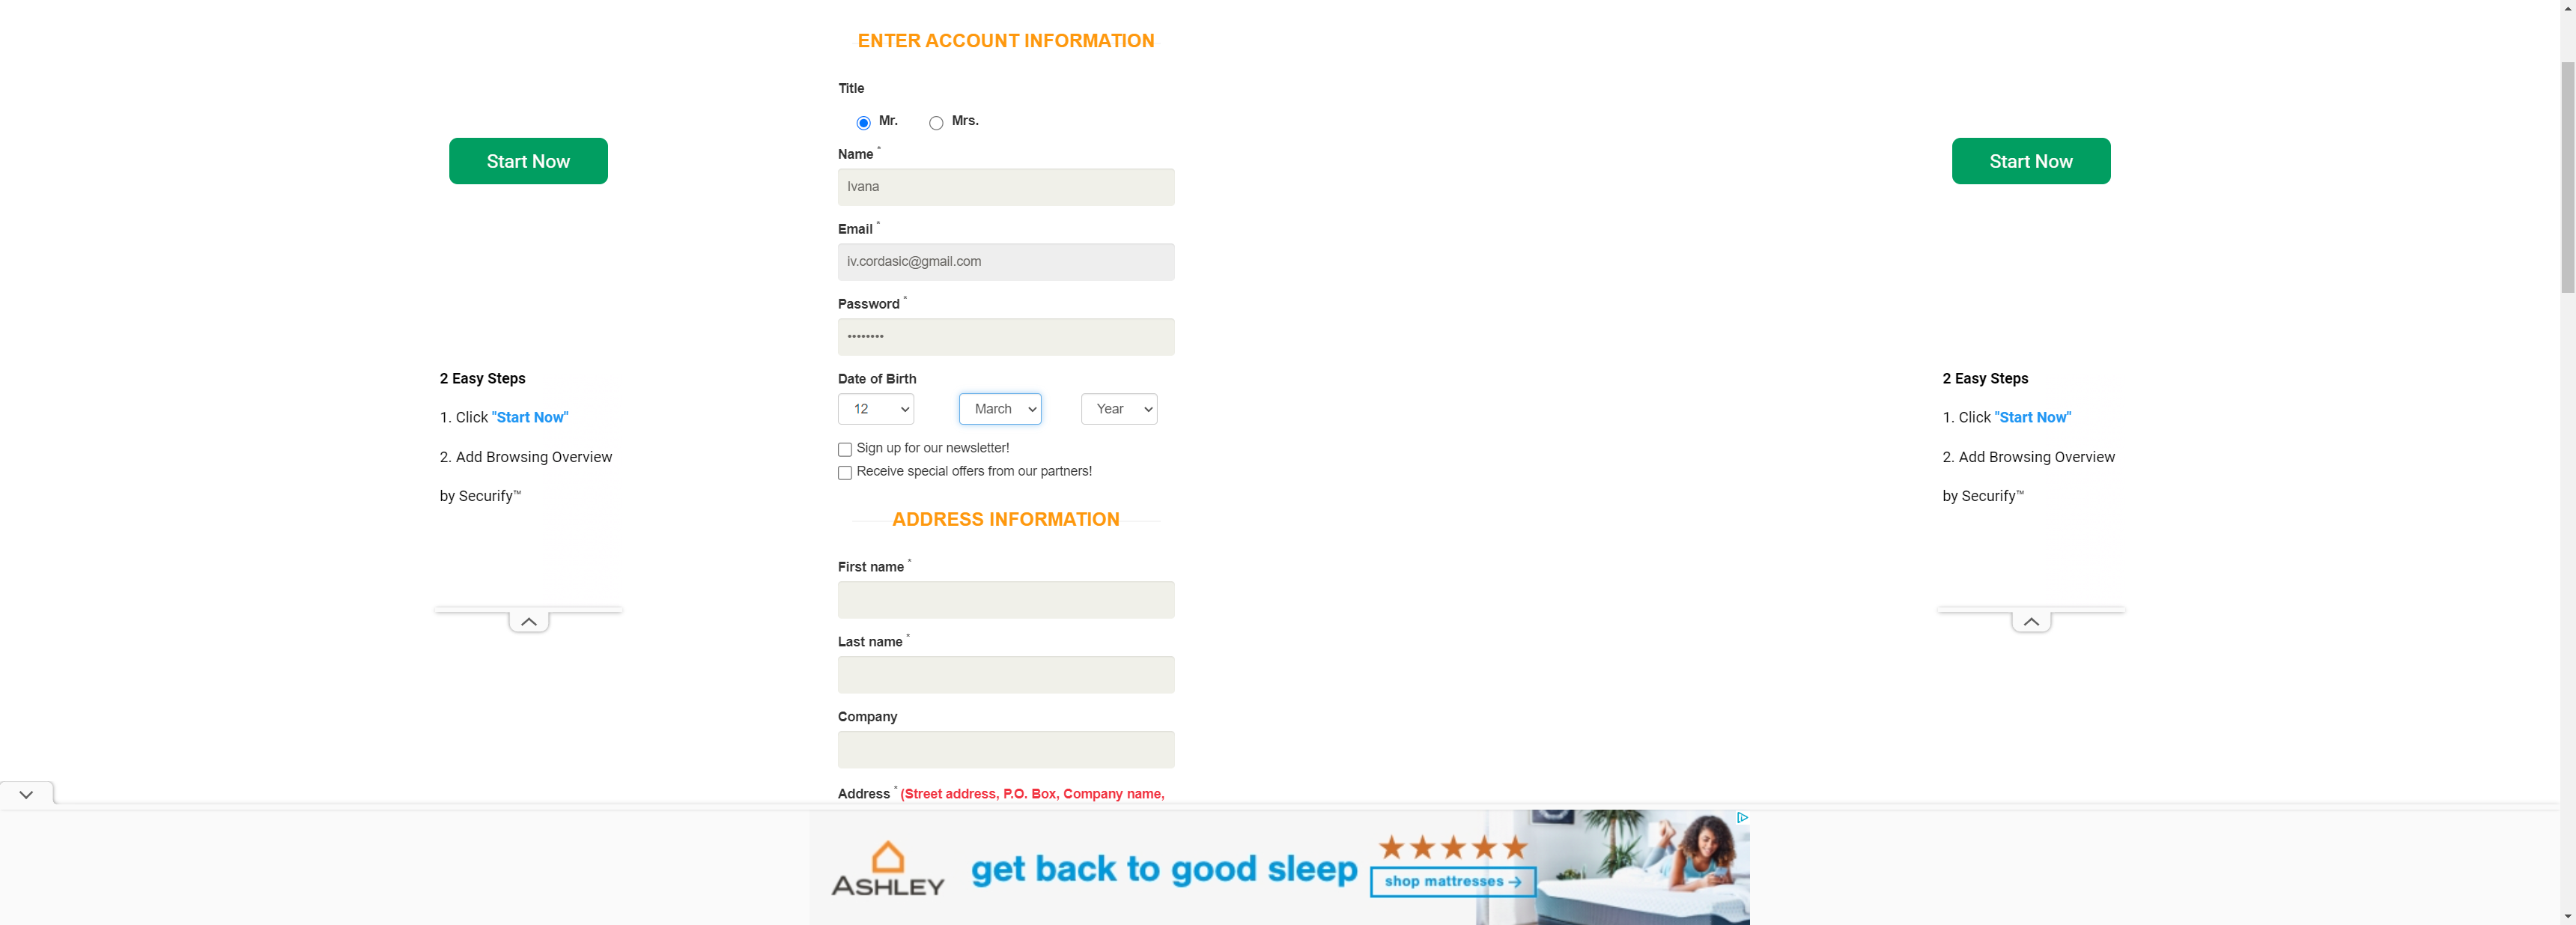 ENTER ACCOUNT INFORMATION
Title
Mr. Mrs.
Name *
Ivana
Email *
iv.cordasic@gmail.com
Password *
••••••••
Date of Birth
12 March Year
Sign up for our newsletter!
Receive special offers from our partners!
ADDRESS INFORMATION
First name *
Last name *
Company
Address * (Street address, P.O. Box, Company name,
Start Now
2 Easy Steps
1. Click "Start Now"
2. Add Browsing Overview
by Securify™
Start Now
2 Easy Steps
1. Click "Start Now"
2. Add Browsing Overview
by Securify™
ASHLEY
get back to good sleep
shop mattresses →